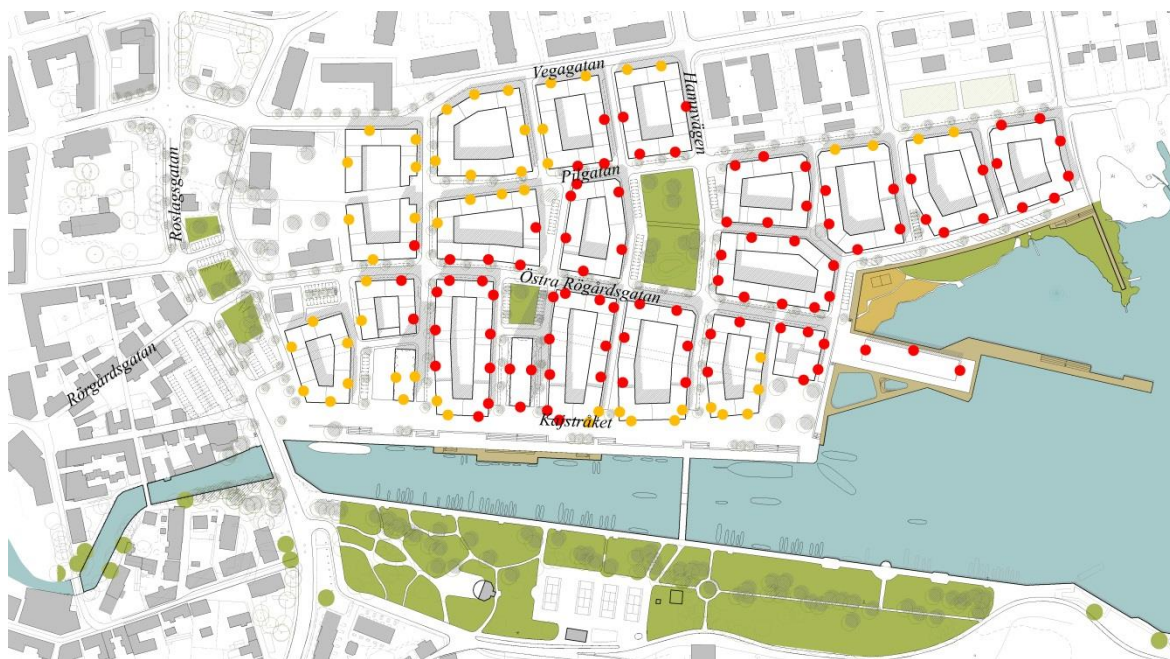 Vegagatan
Hamnvägen
Pilgatan
Roslagsgatan
Östra Rögårdsgatan
Rörgårdsgatan
Kajstråket